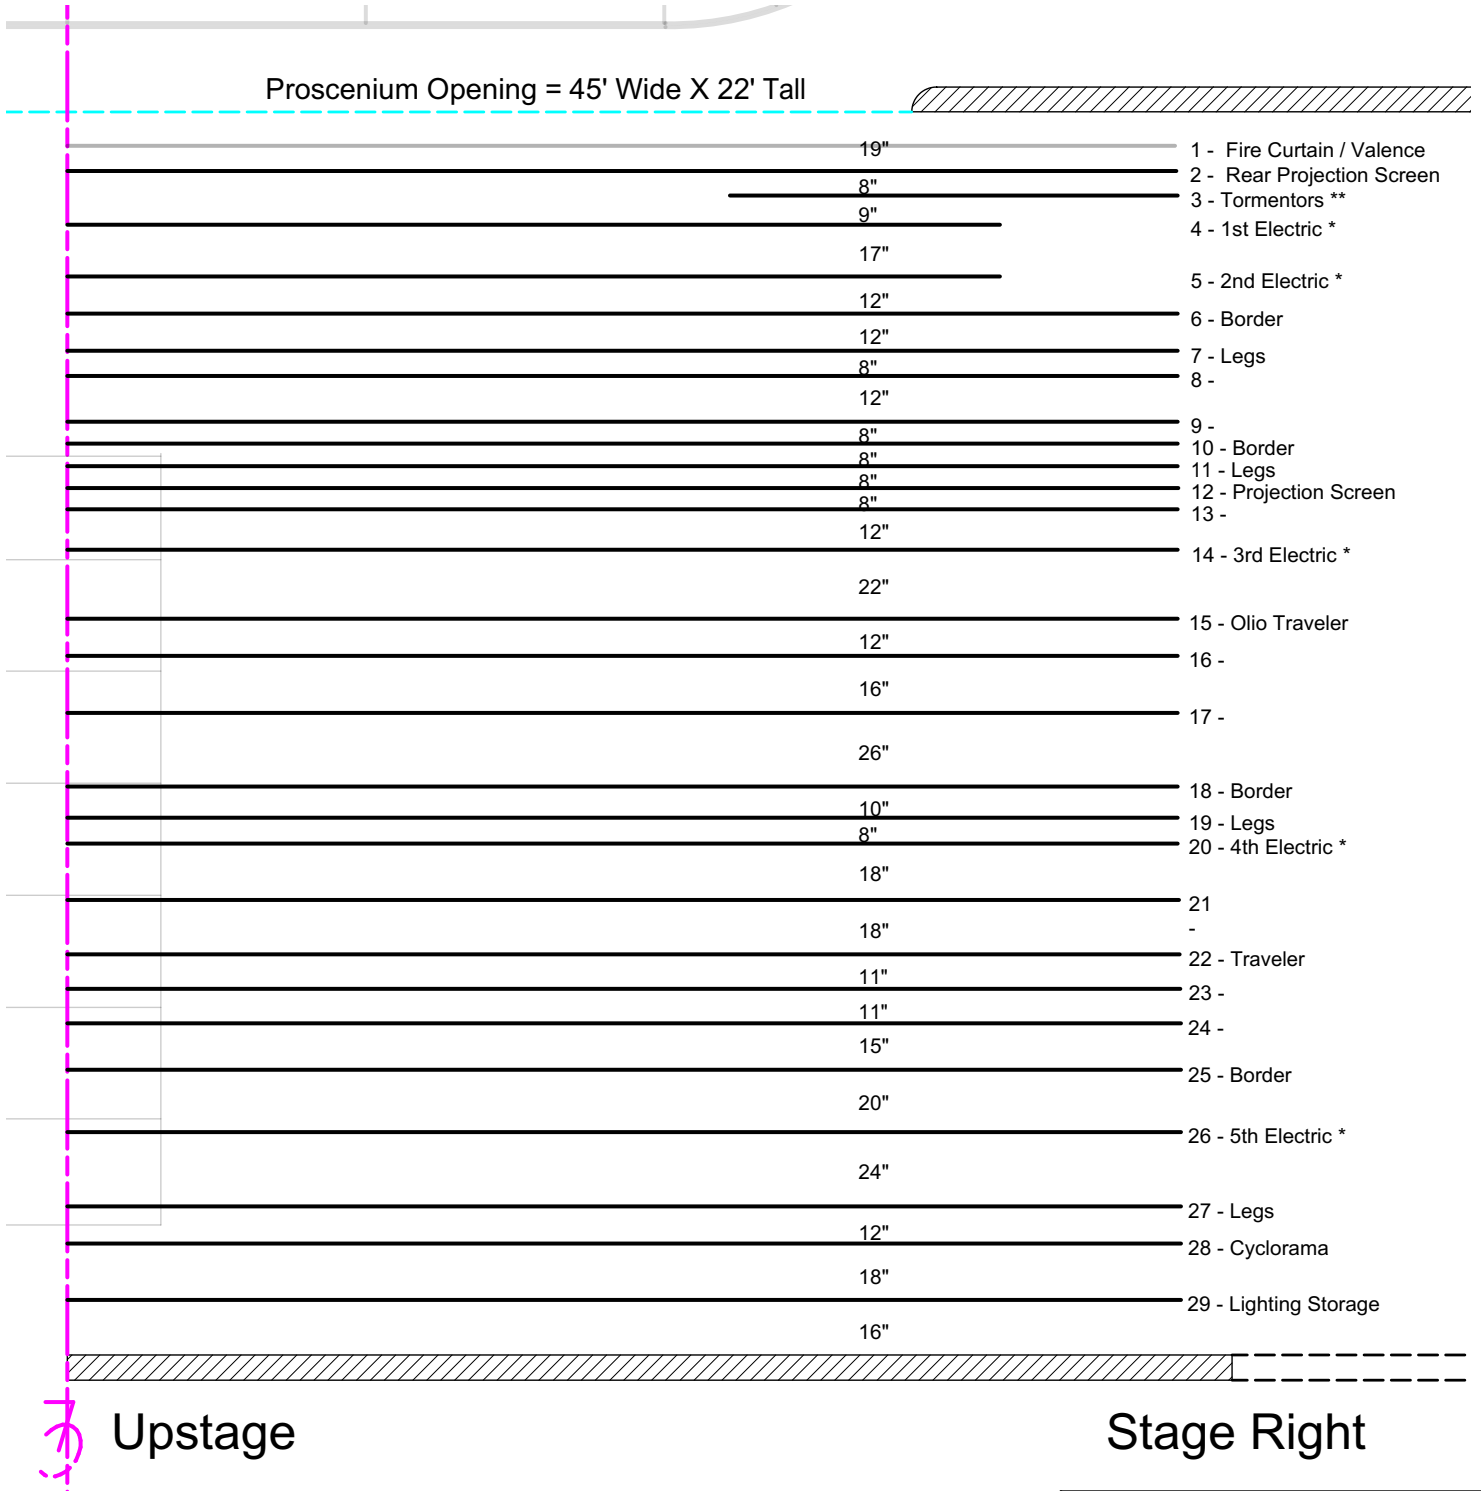 Proscenium Opening = 45' Wide X 22' Tall
19"
1 - Fire Curtain / Valence
2 - Rear Projection Screen
8"
3 - Tormentors **
9"
4 - 1st Electric *
17"
5 - 2nd Electric *
12"
6 - Border
12"
7 - Legs
8"
8 -
12"
9 -
8"
10 - Border
8"
11 - Legs
8"
12 - Projection Screen
8"
13 -
12"
14 - 3rd Electric *
22"
15 - Olio Traveler
12"
16 -
16"
17 -
26"
18 - Border
10"
19 - Legs
8"
20 - 4th Electric *
18"
21
-
18"
22 - Traveler
11"
23 -
11"
24 -
15"
25 - Border
20"
26 - 5th Electric *
24"
27 - Legs
12"
28 - Cyclorama
18"
29 - Lighting Storage
16"
Upstage
Stage Right